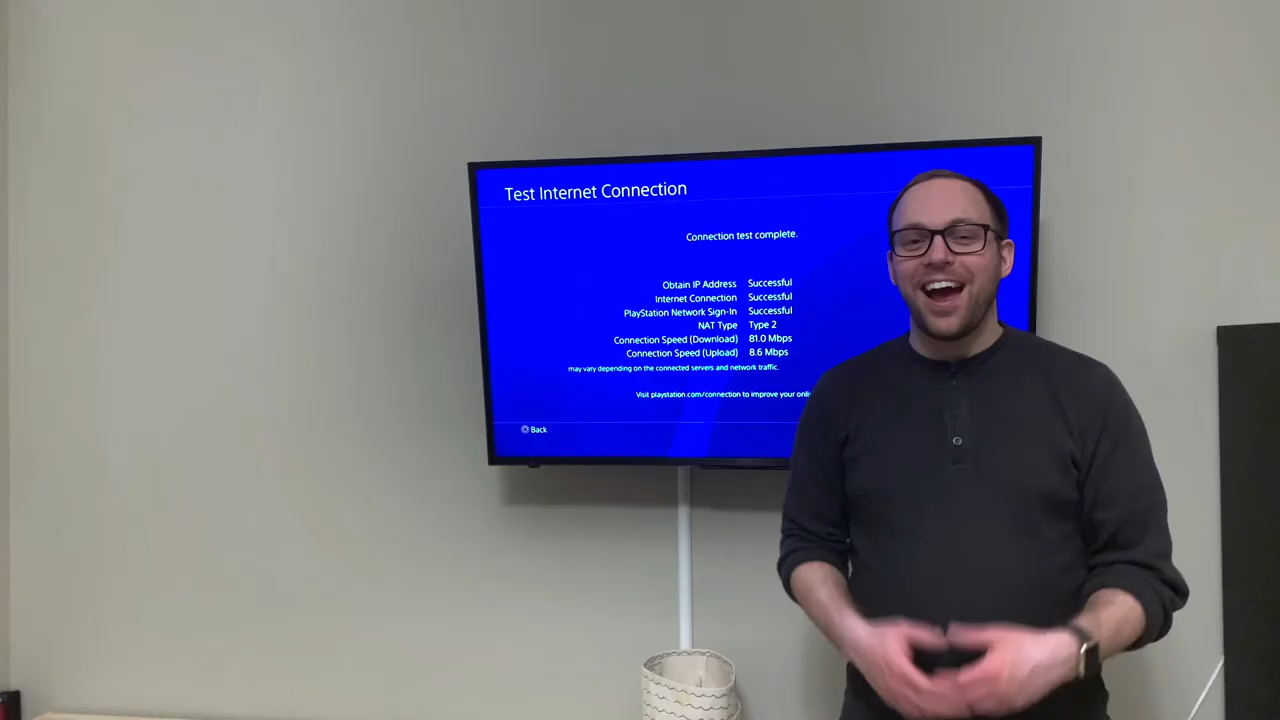 Test Internet Connection
Connection test complete.
Obtain IP Address Successful
Internet Connection Successful
PlayStation Network Sign-In Successful
NAT Type Type 2
Connection Speed (Download) 81.0 Mbps
Connection Speed (Upload) 8.6 Mbps
may vary depending on the connected servers and network traffic.
Visit playstation.com/connection to improve your
Back